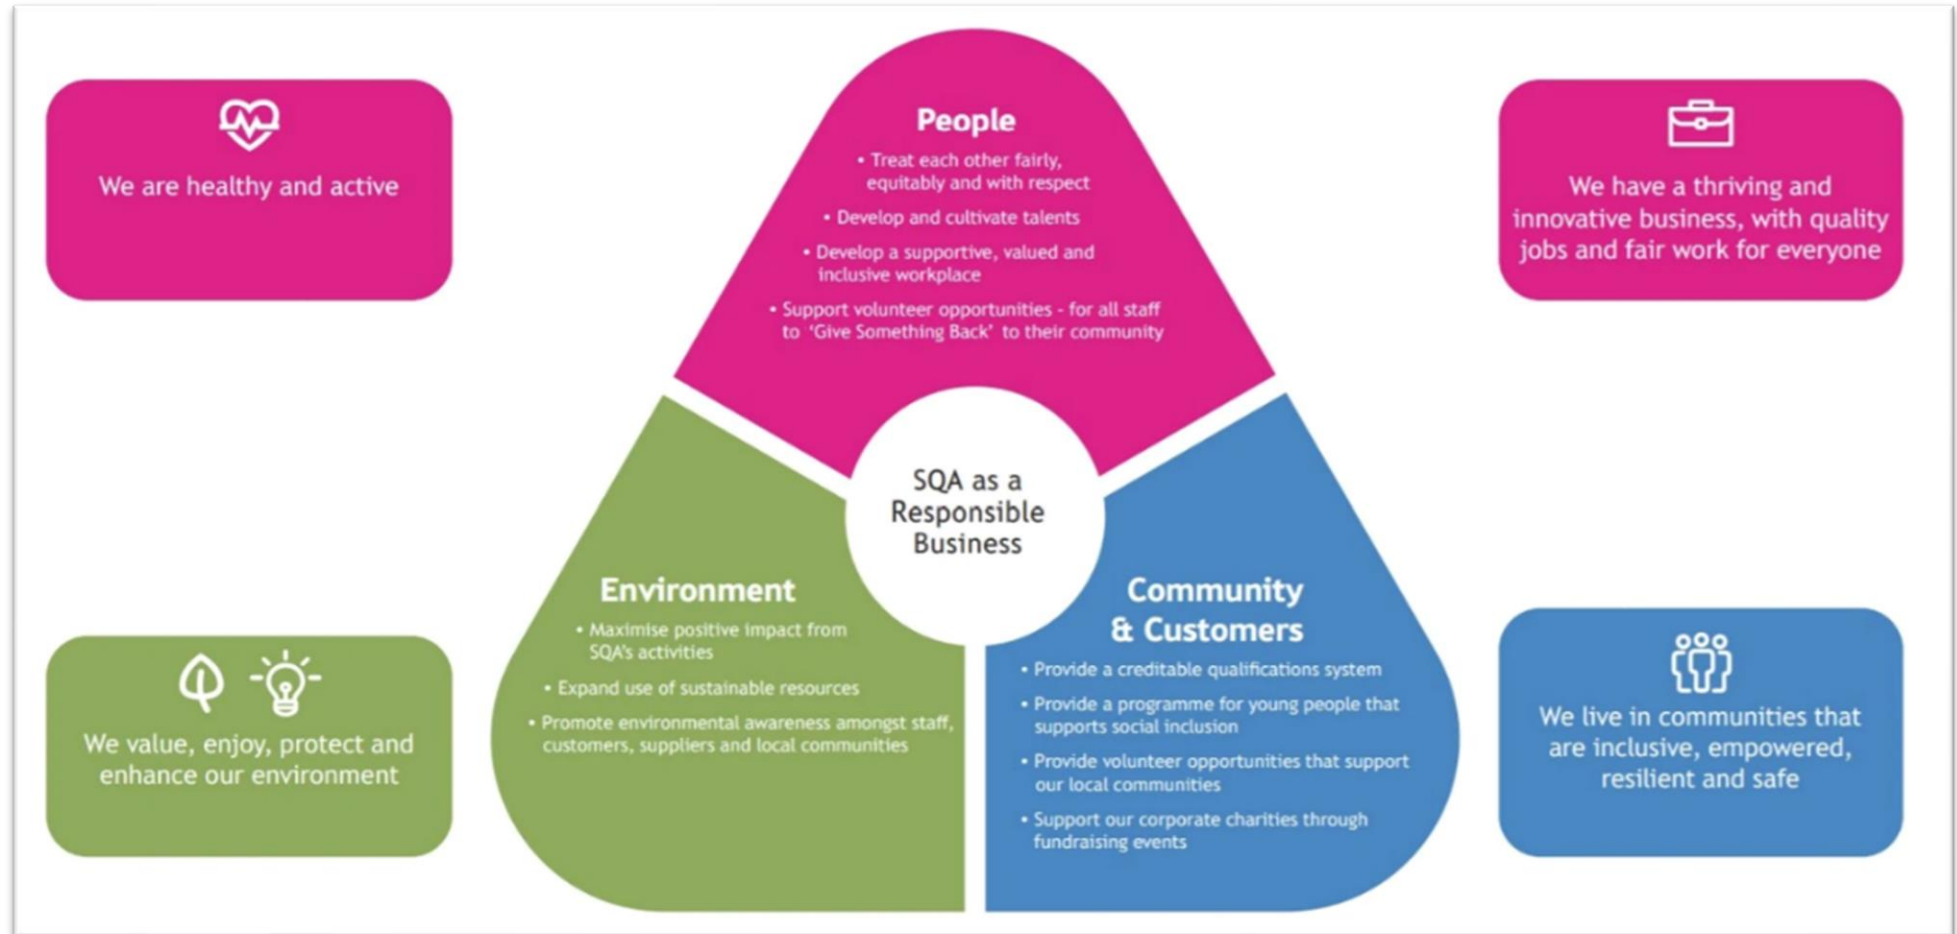 We are healthy and active
We have a thriving and
innovative business, with quality
jobs and fair work for everyone
People
• Treat each other fairly,
equitably and with respect
• Develop and cultivate talents
• Develop a supportive, valued and
inclusive workplace
• Support volunteer opportunities - for all staff
to ‘Give Something Back’ to their community
SQA as a
Responsible
Business
Environment
• Maximise positive impact from
SQA's activities
• Expand use of sustainable resources
• Promote environmental awareness amongst staff,
customers, suppliers and local communities
Community
& Customers
• Provide a creditable qualifications system
• Provide a programme for young people that
supports social inclusion
• Provide volunteer opportunities that support
our local communities
• Support our corporate charities through
fundraising events
We value, enjoy, protect and
enhance our environment
We live in communities that
are inclusive, empowered,
resilient and safe